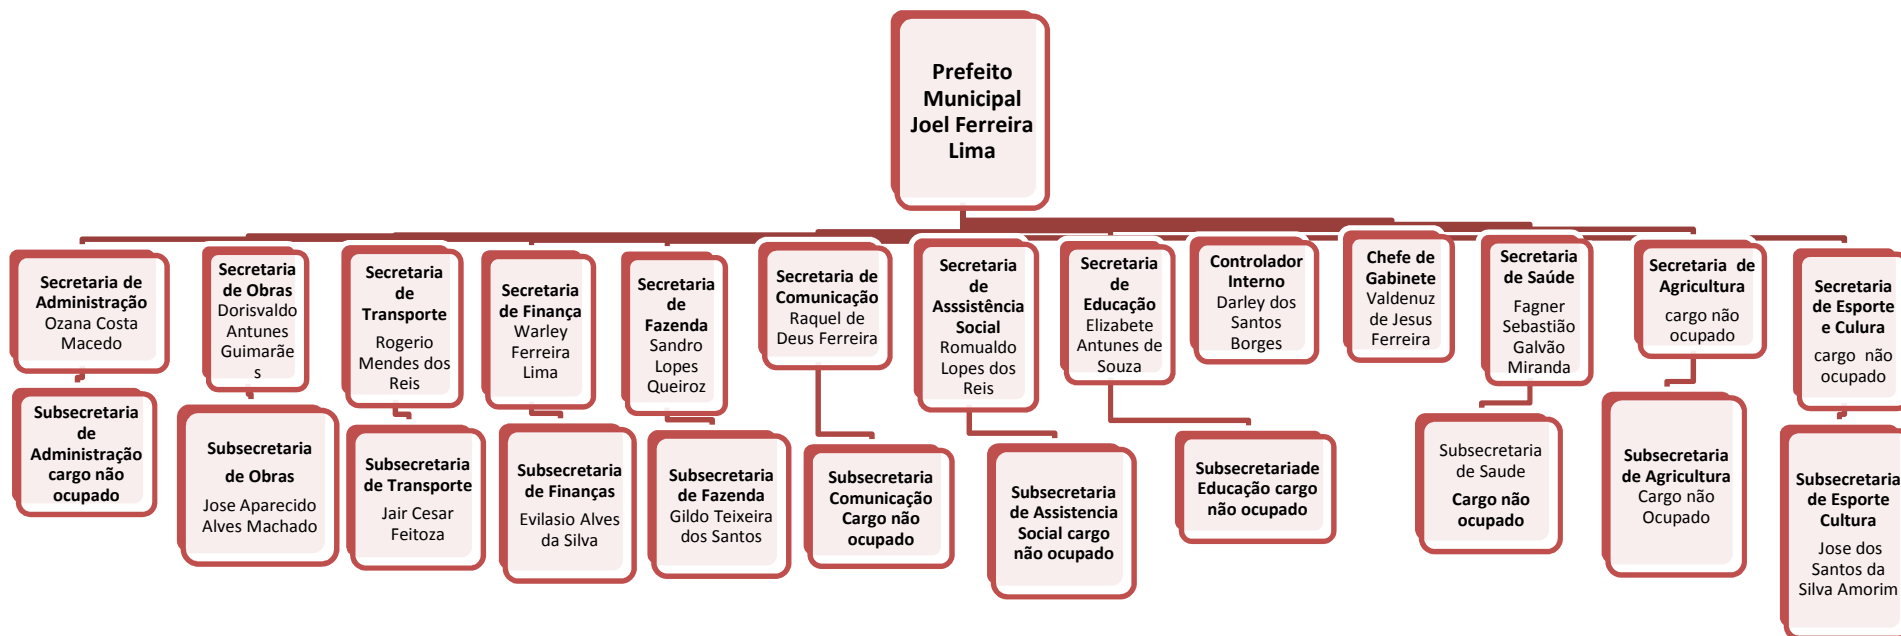 Prefeito
Municipal
Joel Ferreira
Lima
Secretaria de
Administração
Ozana Costa
Macedo
Secretaria
de Obras
Dorisvaldo
Antunes
Guimarãe
s
Secretaria
de
Transporte
Rogerio
Mendes dos
Reis
Secretaria
de Finança
Warley
Ferreira
Lima
Secretaria
de
Fazenda
Sandro
Lopes
Queiroz
Secretaria de
Comunicação
Raquel de
Deus Ferreira
Secretaria
de
Asssistência
Social
Romualdo
Lopes dos
Reis
Secretaria
de
Educação
Elizabete
Antunes de
Souza
Controlador
Interno
Darley dos
Santos
Borges
Chefe de
Gabinete
Valdenuz
de Jesus
Ferreira
Secretaria
de Saúde
Fagner
Sebastião
Galvão
Miranda
Secretaria de
Agricultura
cargo não
ocupado
Secretaria
de Esporte
e Culura
cargo não
ocupado
Subsecretaria
de
Administração
cargo não
ocupado
Subsecretaria
de Obras
Jose Aparecido
Alves Machado
Subsecretaria
de Transporte
Jair Cesar
Feitoza
Subsecretaria
de Finanças
Evilasio Alves
da Silva
Subsecretaria
de Fazenda
Gildo Teixeira
dos Santos
Subsecretaria
Comunicação
Cargo não
ocupado
Subsecretaria
de Assistencia
Social cargo
não ocupado
Subsecretariade
Educação cargo
não ocupado
Subsecretaria
de Saude
Cargo não
ocupado
Subsecretaria
de Agricultura
Cargo não
Ocupado
Subsecretaria
de Esporte
Cultura
Jose dos
Santos da
Silva Amorim